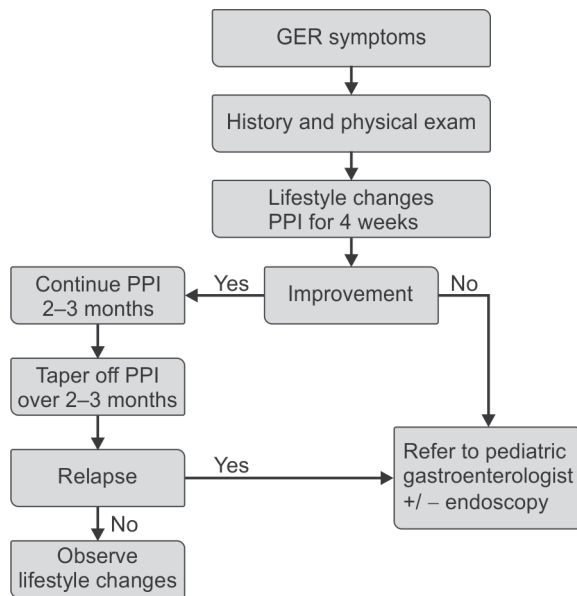 GER symptoms
History and physical exam
Lifestyle changes
PPI for 4 weeks
Improvement
Yes
No
Continue PPI
2–3 months
Taper off PPI
over 2–3 months
Relapse
Yes
No
Refer to pediatric
gastroenterologist
+/ – endoscopy
Observe
lifestyle changes